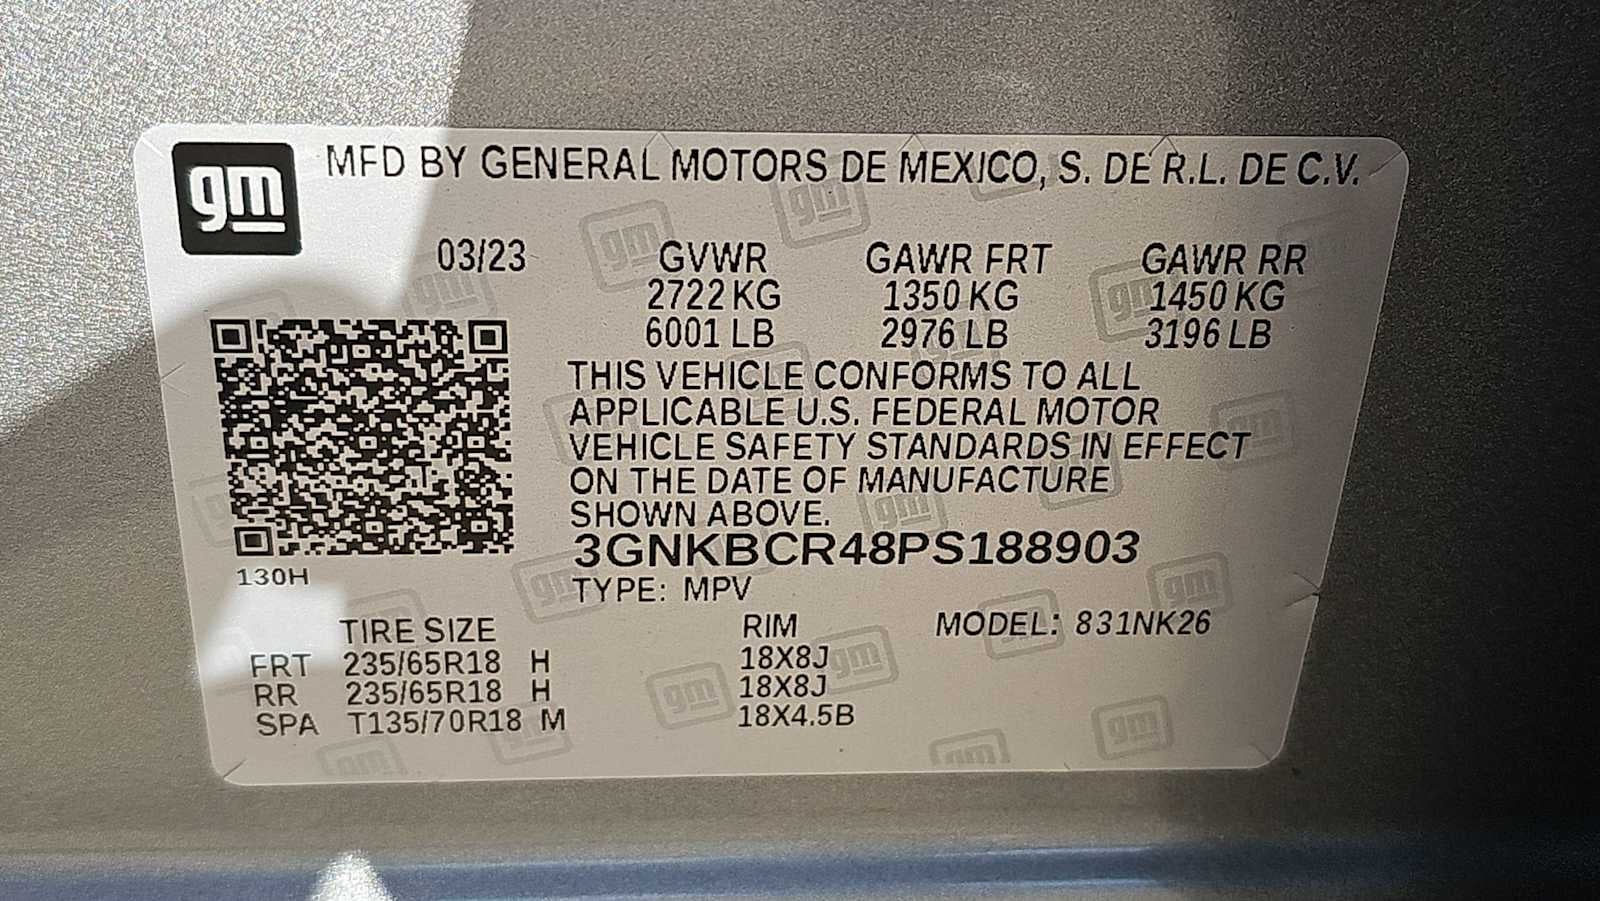 gm MFD BY GENERAL MOTORS DE MEXICO, S. DE R.L. DE C.V.
03/23 GVWR GAWR FRT GAWR RR
2722 KG 1350 KG 1450 KG
6001 LB 2976 LB 3196 LB
THIS VEHICLE CONFORMS TO ALL
APPLICABLE U.S. FEDERAL MOTOR
VEHICLE SAFETY STANDARDS IN EFFECT
ON THE DATE OF MANUFACTURE
SHOWN ABOVE.
3GNKBCR48PS188903
130H
TYPE: MPV
TIRE SIZE RIM MODEL: 831NK26
FRT 235/65R18 H 18X8J
RR 235/65R18 H 18X8J
SPA T135/70R18 M 18X4.5B